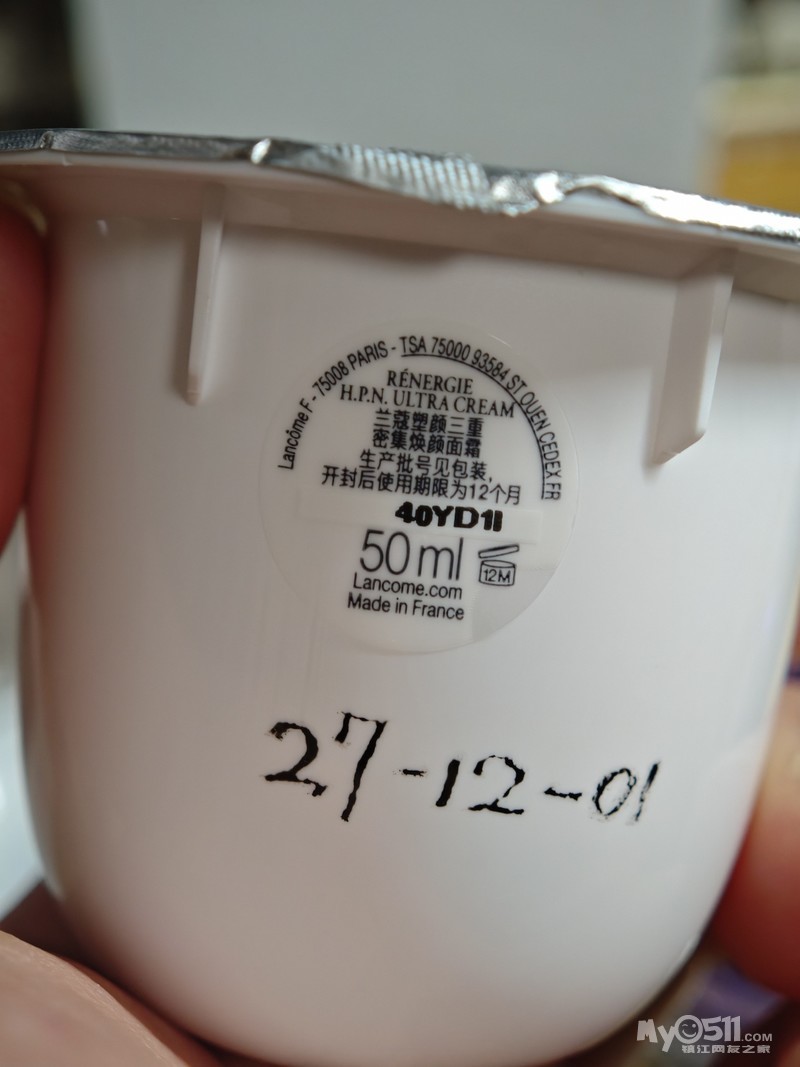 Lancôme F - 75008 PARIS - TSA 75000 93584 ST OUEN CEDEX FR
RÉNERGIE
H.P.N. ULTRA CREAM
兰蔻塑颜三重
密集焕颜面霜
生产批号见包装,
开封后使用期限为12个月
40YD1I
50 ml
12M
Lancome.com
Made in France
27-12-01
My0511.COM
镇江网友之家